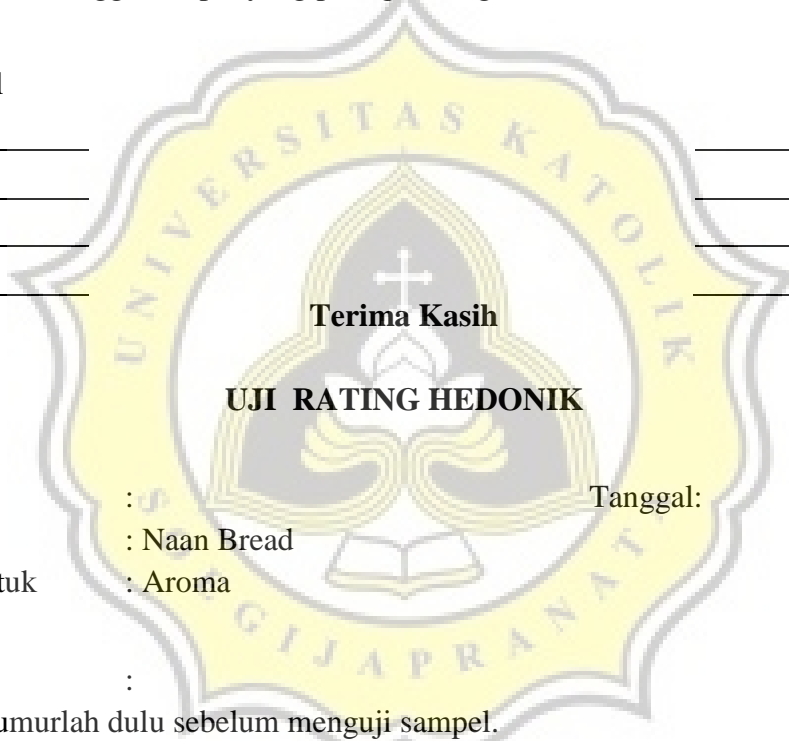 Terima Kasih
UJI RATING HEDONIK
: Tanggal:
: Naan Bread
tuk : Aroma
:
umurlah dulu sebelum menguji sampel.
UNIVERSITAS KATOLIK
SOEGIJAPRANATA